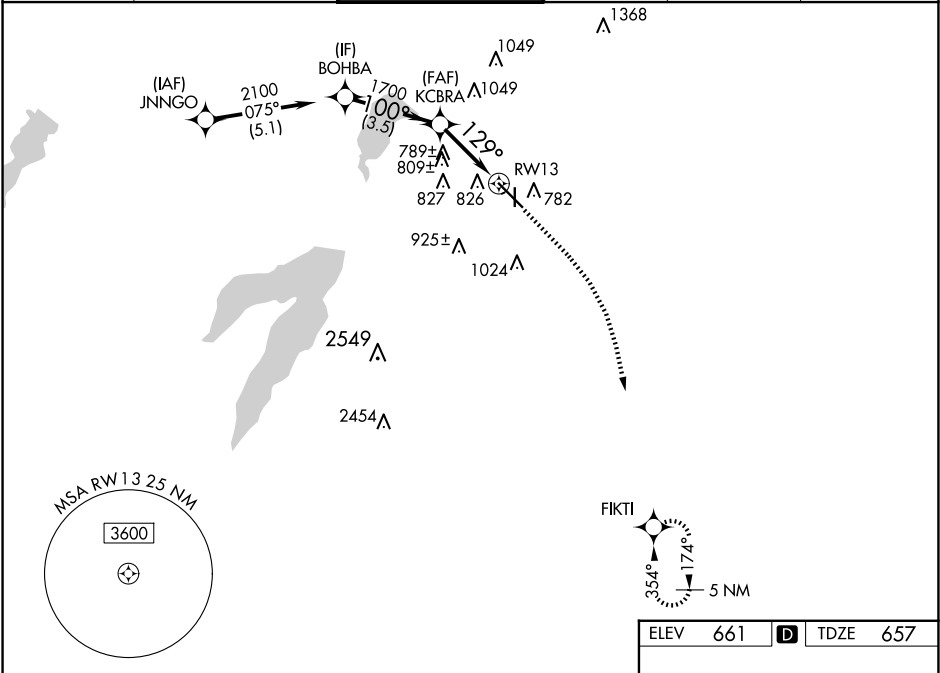 1368
1049
(IF)
BOHBA
(IAF)
JNNGO
2100
075°
(5.1)
1700
100°
(3.5)
(FAF)
KCBRA
1049
129°
789±
809±
RW13
827
826
782
925±
1024
2549
2454
MSA RW13 25 NM
3600
FIKTI
354°
174°
5 NM
ELEV 661 D TDZE 657